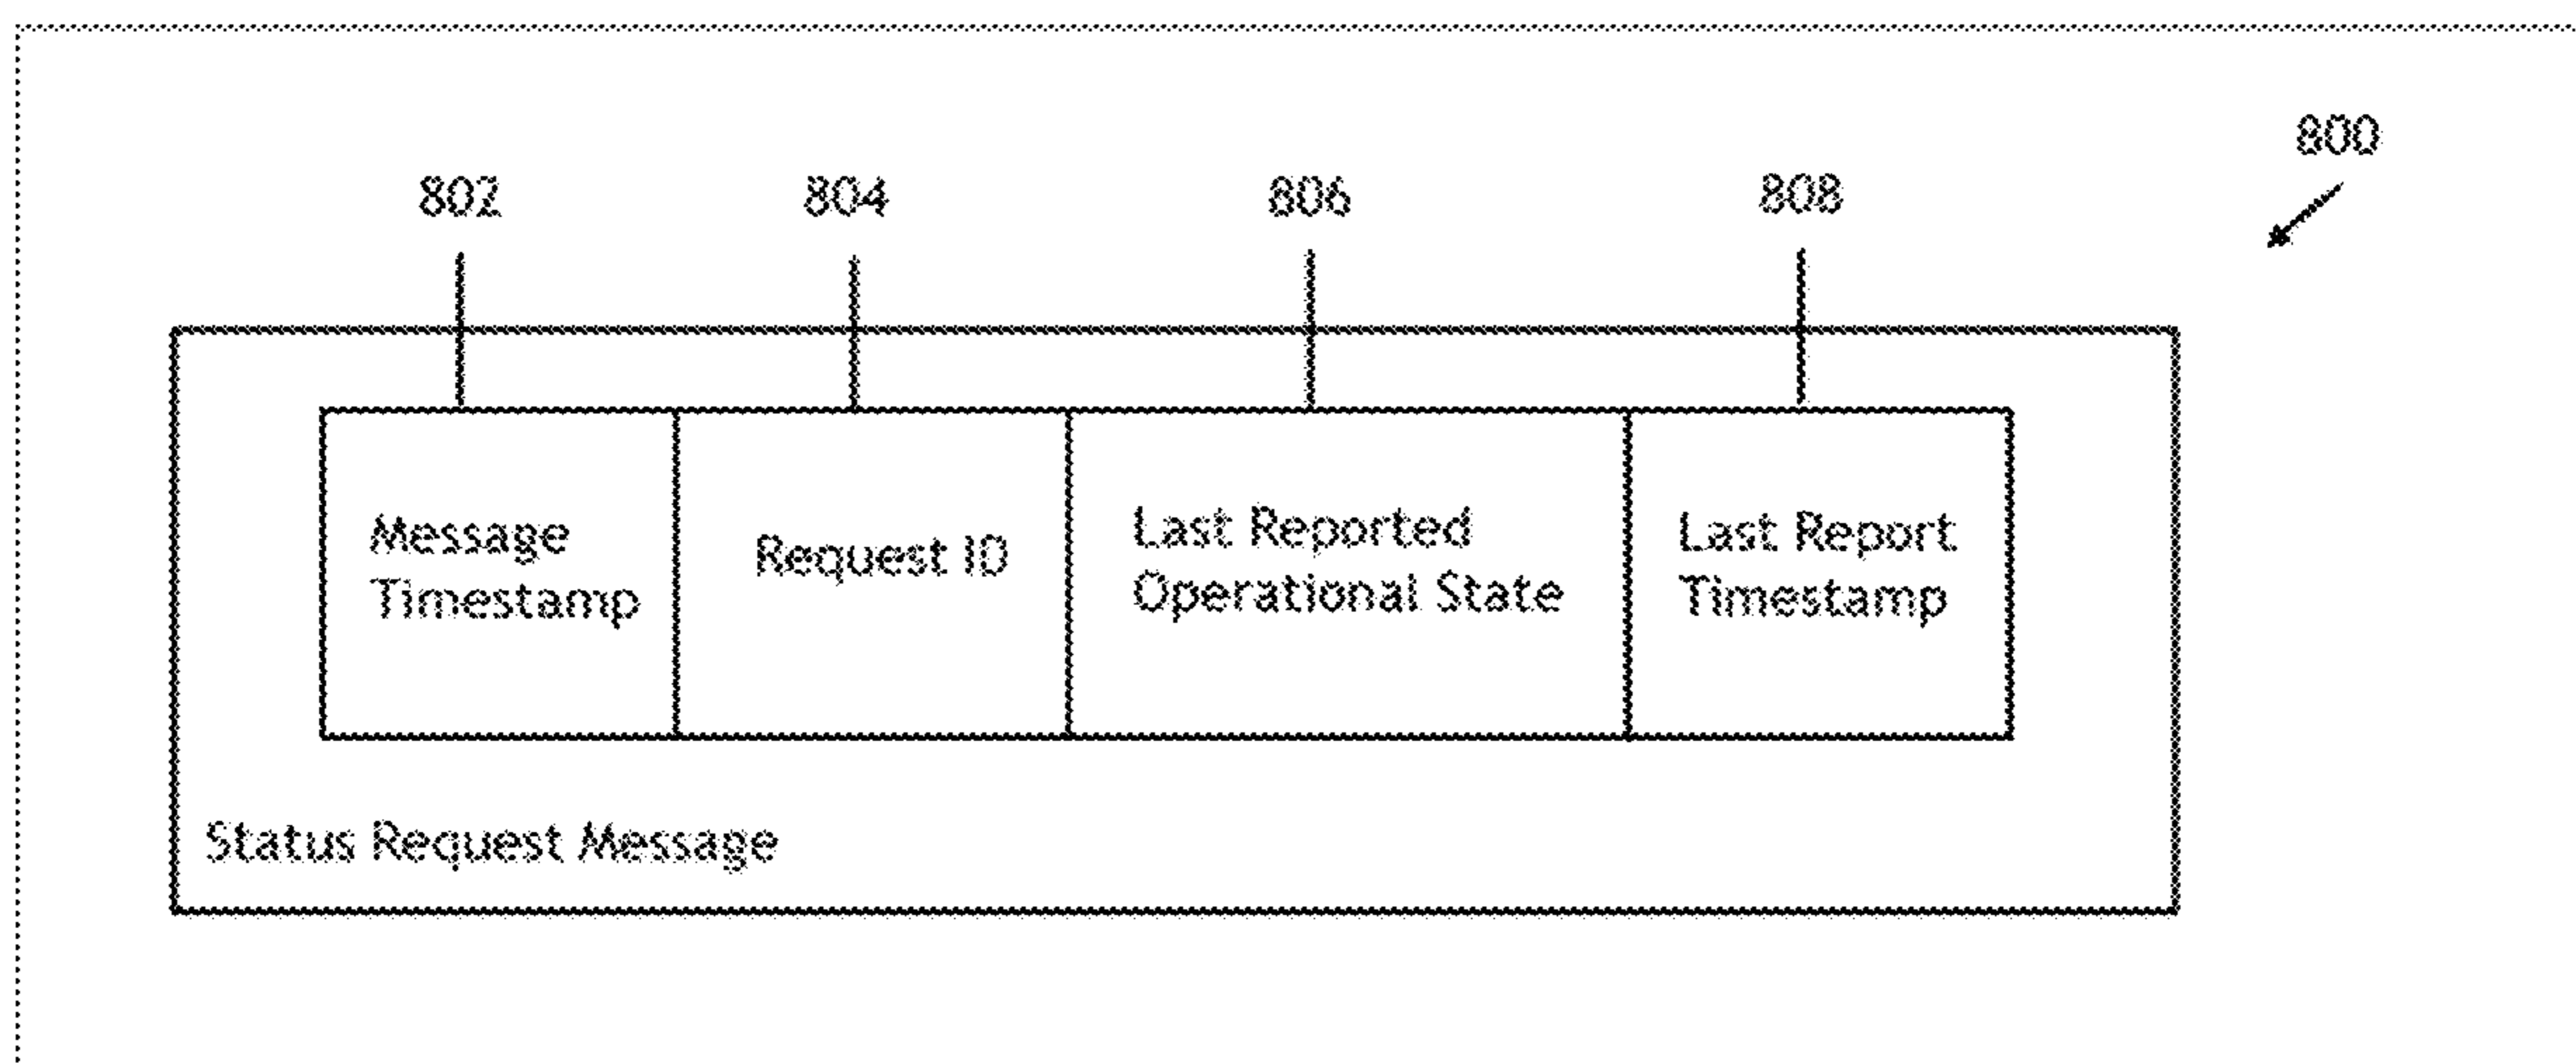 800
802
804
806
808
Message
Timestamp
Request ID
Last Reported
Operational State
Last Report
Timestamp
Status Request Message